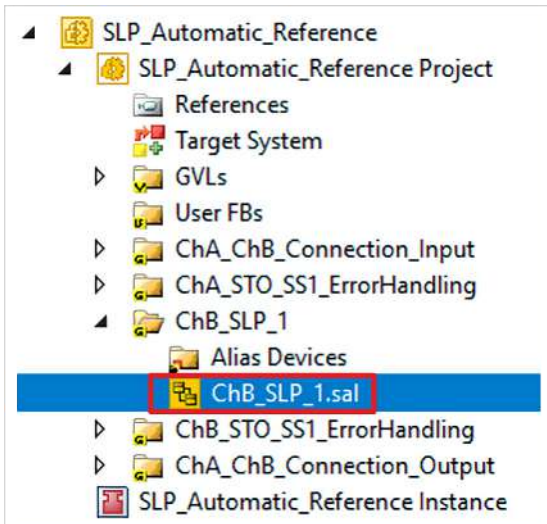 SLP_Automatic_Reference
SLP_Automatic_Reference Project
References
Target System
GVLs
User FBs
ChA_ChB_Connection_Input
ChA_STO_SS1_ErrorHandling
ChB_SLP_1
Alias Devices
ChB_SLP_1.sal
ChB_STO_SS1_ErrorHandling
ChA_ChB_Connection_Output
SLP_Automatic_Reference Instance